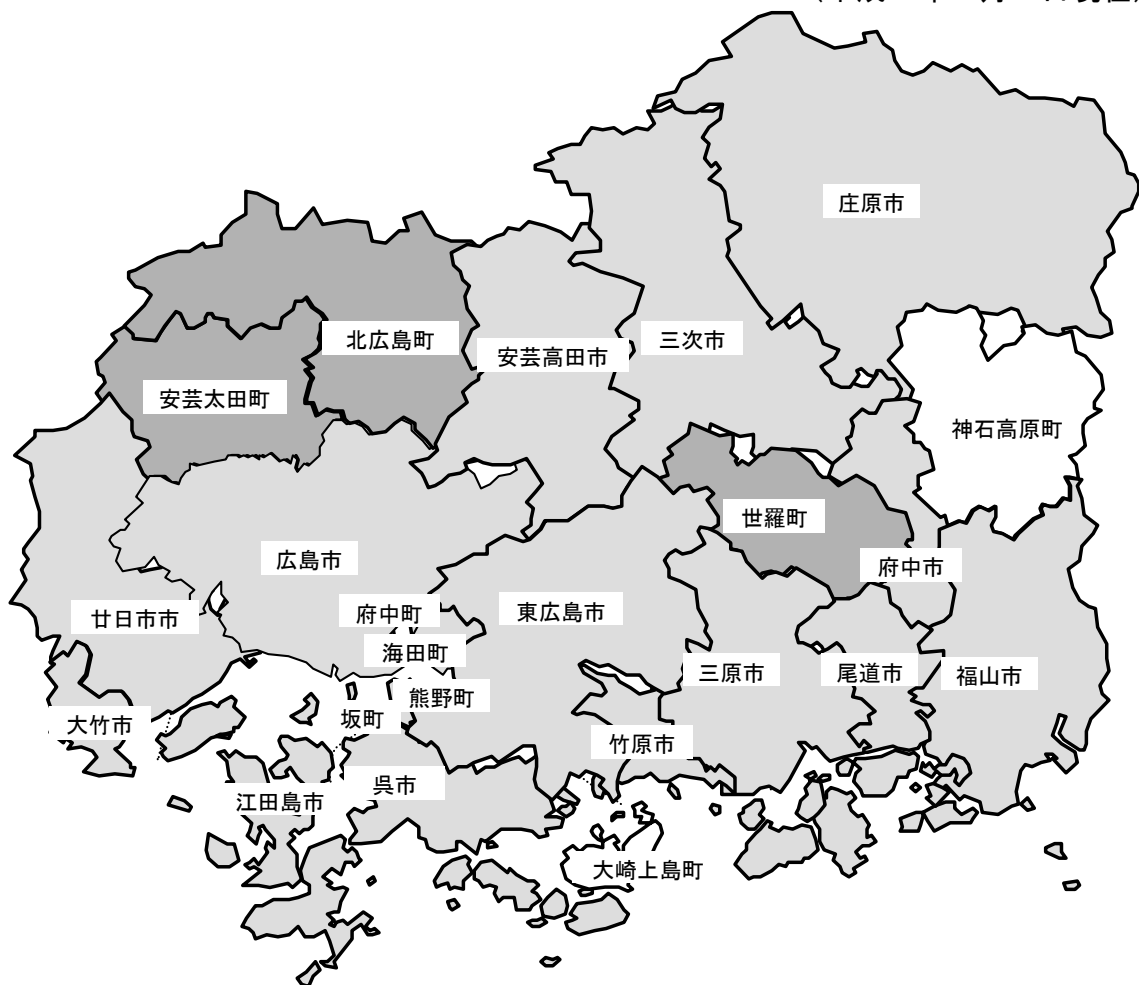 庄原市
北広島町
三次市
安芸高田市
安芸太田町
神石高原町
世羅町
広島市
府中市
府中町
東広島市
廿日市市
海田町
三原市
尾道市
福山市
熊野町
坂町
大竹市
竹原市
呉市
江田島市
大崎上島町